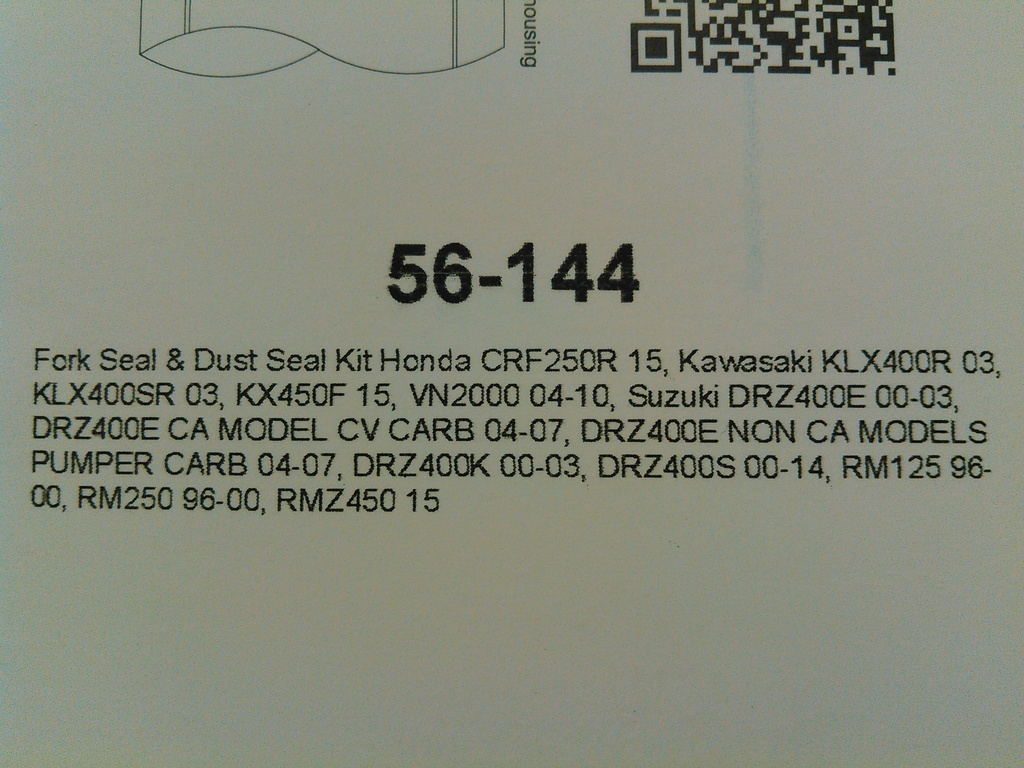 housing
56-144
Fork Seal & Dust Seal Kit Honda CRF250R 15, Kawasaki KLX400R 03,
KLX400SR 03, KX450F 15, VN2000 04-10, Suzuki DRZ400E 00-03,
DRZ400E CA MODEL CV CARB 04-07, DRZ400E NON CA MODELS
PUMPER CARB 04-07, DRZ400K 00-03, DRZ400S 00-14, RM125 96-
00, RM250 96-00, RMZ450 15